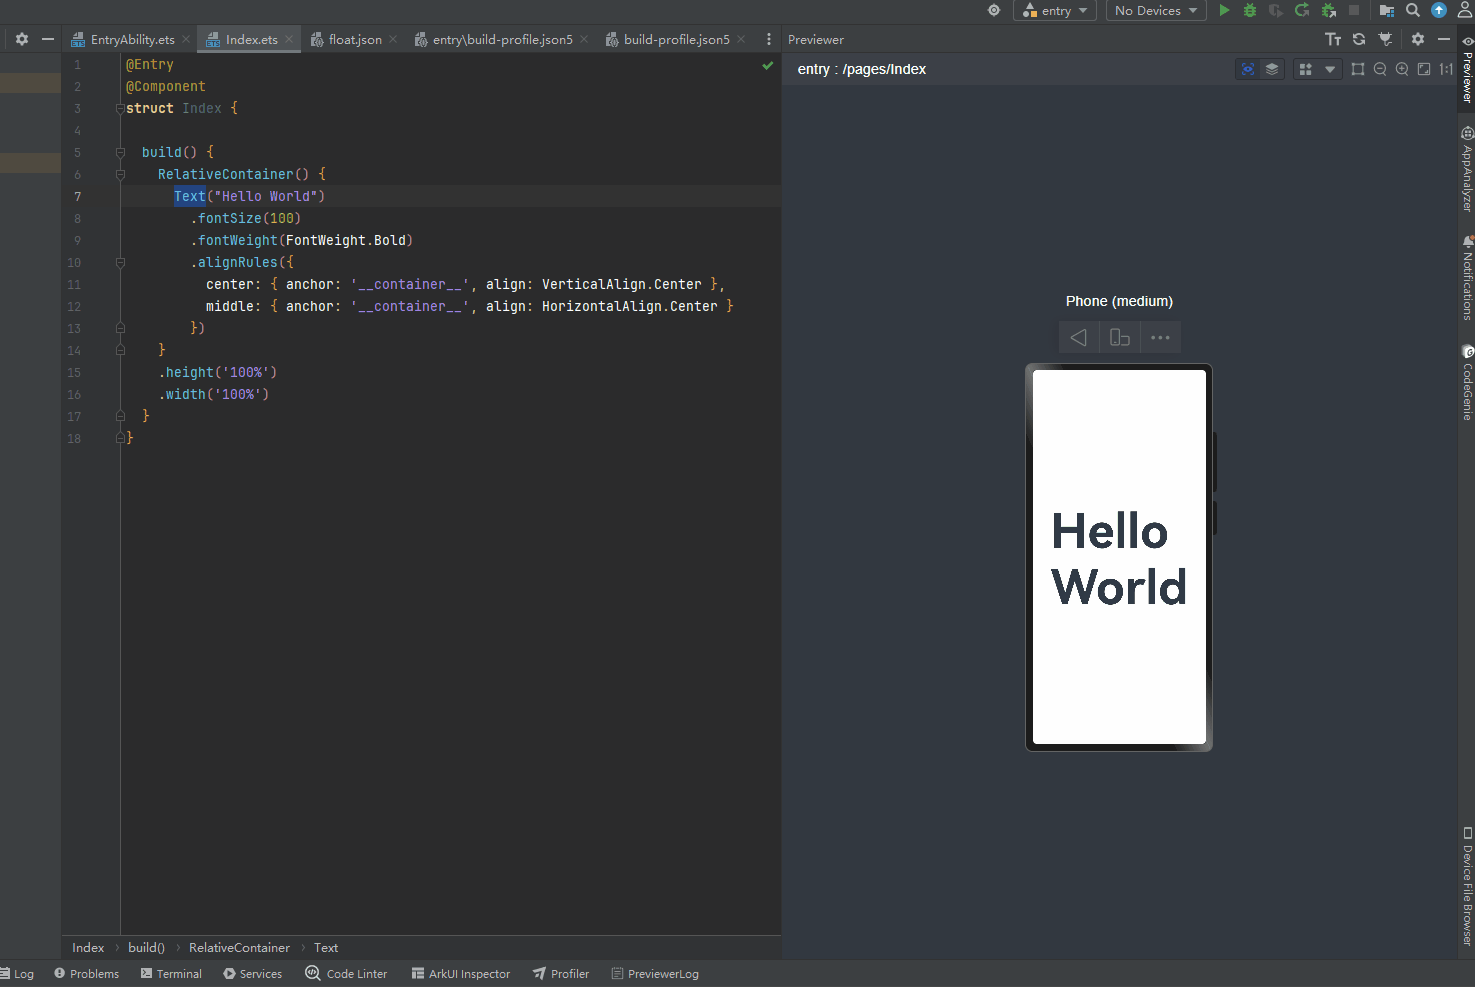 entry
No Devices
EntryAbility.ets
Index.ets
float.json
entry\build-profile.json5
build-profile.json5
Previewer
entry : /pages/Index
1 @Entry
2 @Component
3 struct Index {
4
5 build() {
6 RelativeContainer() {
7 Text("Hello World")
8 .fontSize(100)
9 .fontWeight(FontWeight.Bold)
10 .alignRules({
11 center: { anchor: '__container__', align: VerticalAlign.Center },
12 middle: { anchor: '__container__', align: HorizontalAlign.Center }
13 })
14 }
15 .height('100%')
16 .width('100%')
17 }
18 }
Tт
1:1
Phone (medium)
Hello
World
Previewer
AppAnalyzer
Notifications
CodeGenie
Device File Browser
Index › build() › RelativeContainer › Text
Log
Problems
Terminal
Services
Code Linter
ArkUI Inspector
Profiler
PreviewerLog